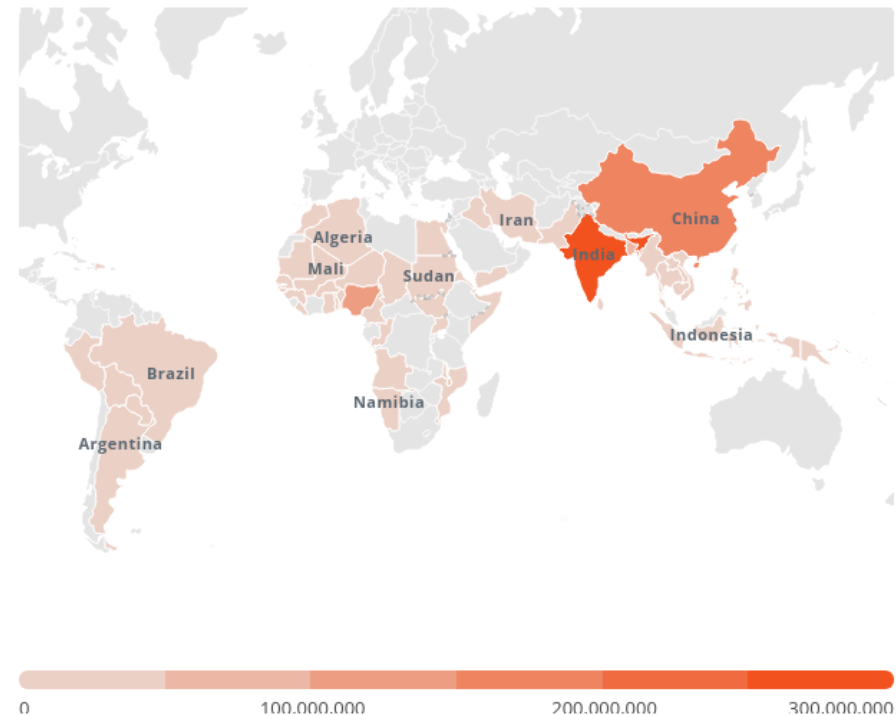 Iran
China
Algeria
India
Mali
Sudan
Indonesia
Brazil
Namibia
Argentina
0 100.000.000 200.000.000 300.000.000